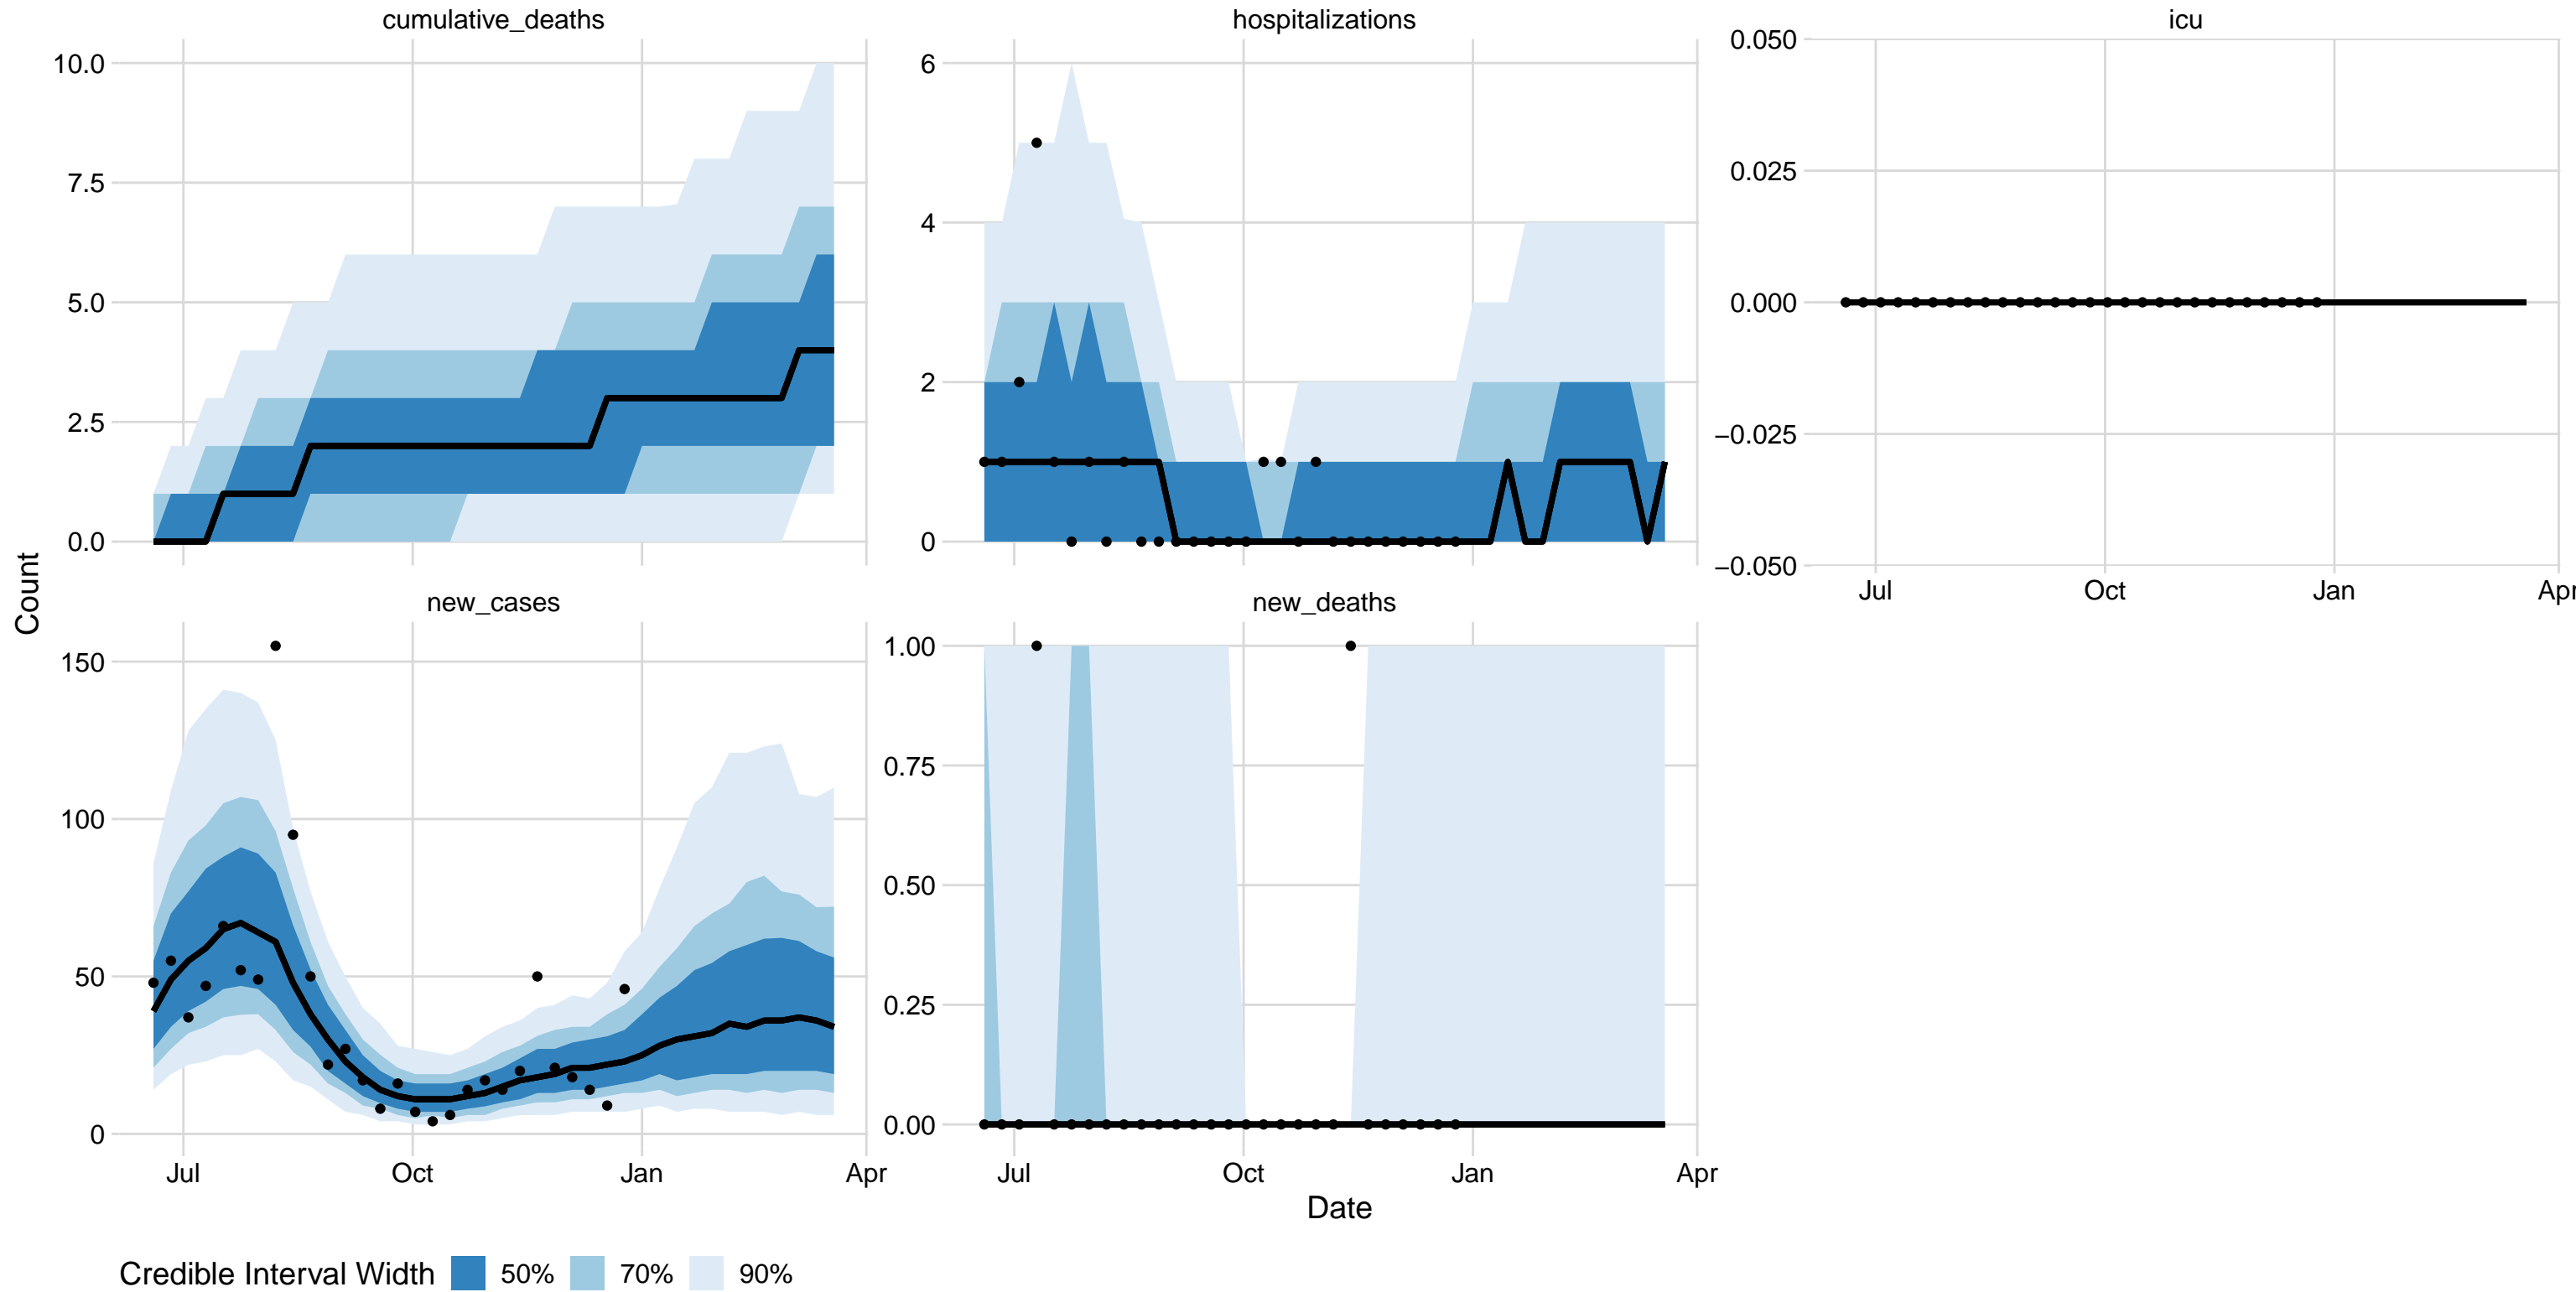 cumulative_deaths
hospitalizations
icu
10.0
7.5
5.0
2.5
0.0
6
4
2
0
0.050
0.025
0.000
−0.025
−0.050
Jul
Oct
Jan
Apr
Count
new_cases
new_deaths
150
100
50
0
1.00
0.75
0.50
0.25
0.00
Jul
Oct
Jan
Apr
Jul
Oct
Jan
Apr
Date
Credible Interval Width 50% 70% 90%